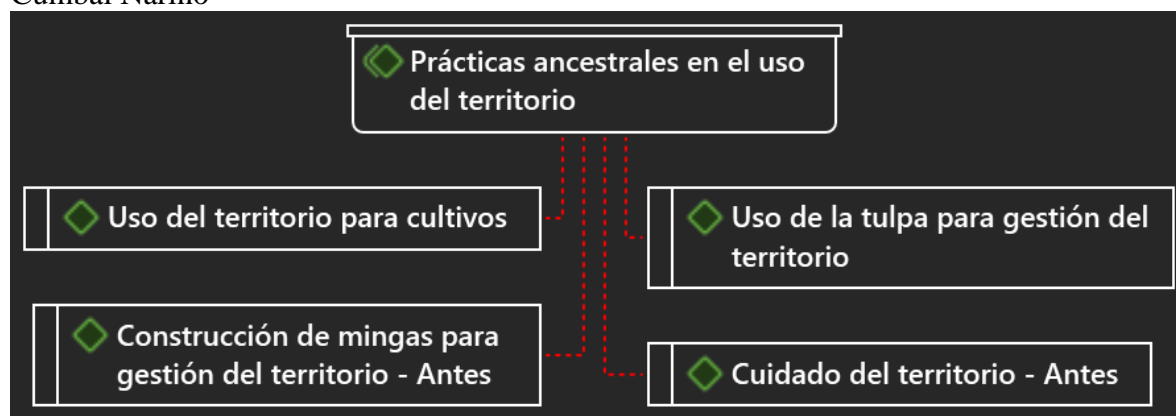 Cumbal Nariño
Prácticas ancestrales en el uso
del territorio
Uso del territorio para cultivos
Uso de la tulpa para gestión del
territorio
Construcción de mingas para
gestión del territorio - Antes
Cuidado del territorio - Antes